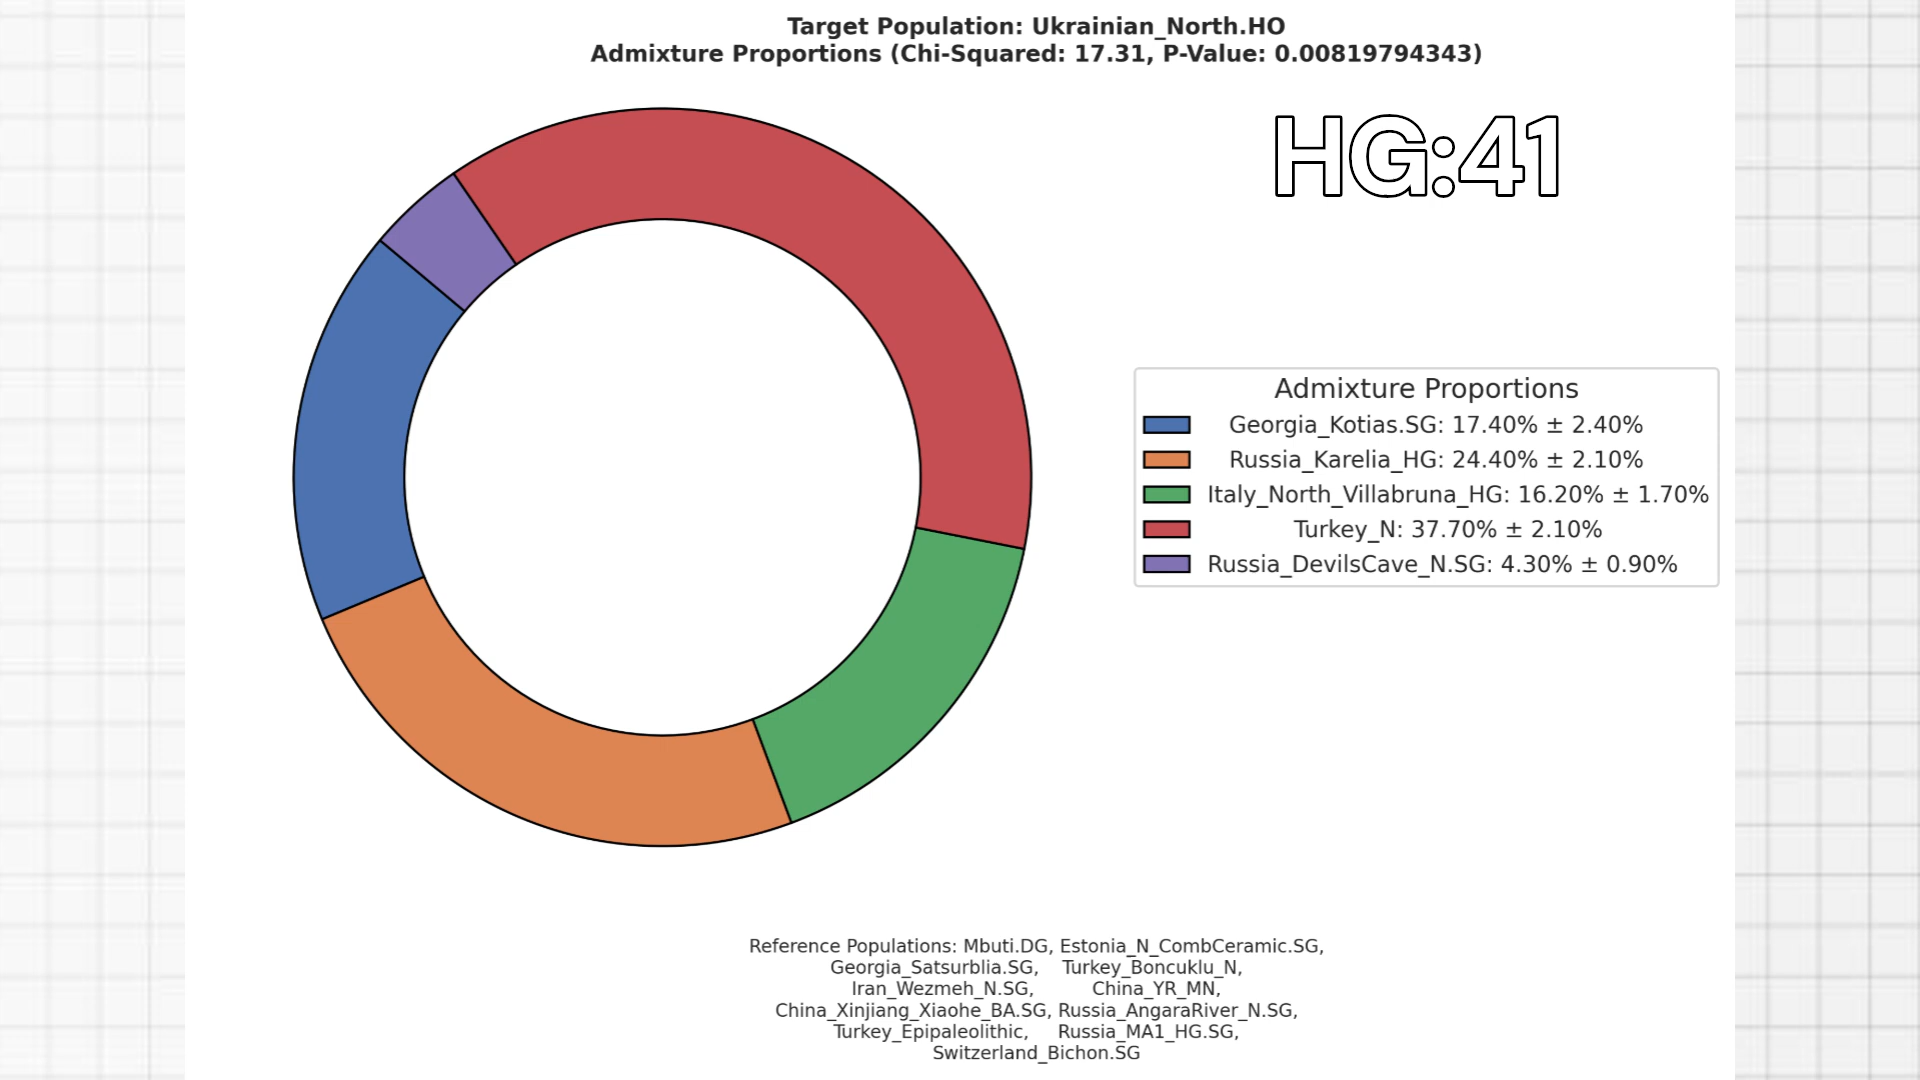 Target Population: Ukrainian_North.HO
Admixture Proportions (Chi-Squared: 17.31, P-Value: 0.00819794343)
HG:41
Admixture Proportions
Georgia_Kotias.SG: 17.40% ± 2.40%
Russia_Karelia_HG: 24.40% ± 2.10%
Italy_North_Villabruna_HG: 16.20% ± 1.70%
Turkey_N: 37.70% ± 2.10%
Russia_DevilsCave_N.SG: 4.30% ± 0.90%
Reference Populations: Mbuti.DG, Estonia_N_CombCeramic.SG,
Georgia_Satsurblia.SG, Turkey_Boncuklu_N,
Iran_Wezmeh_N.SG, China_YR_MN,
China_Xinjiang_Xiaohe_BA.SG, Russia_AngaraRiver_N.SG,
Turkey_Epipaleolithic, Russia_MA1_HG.SG,
Switzerland_Bichon.SG